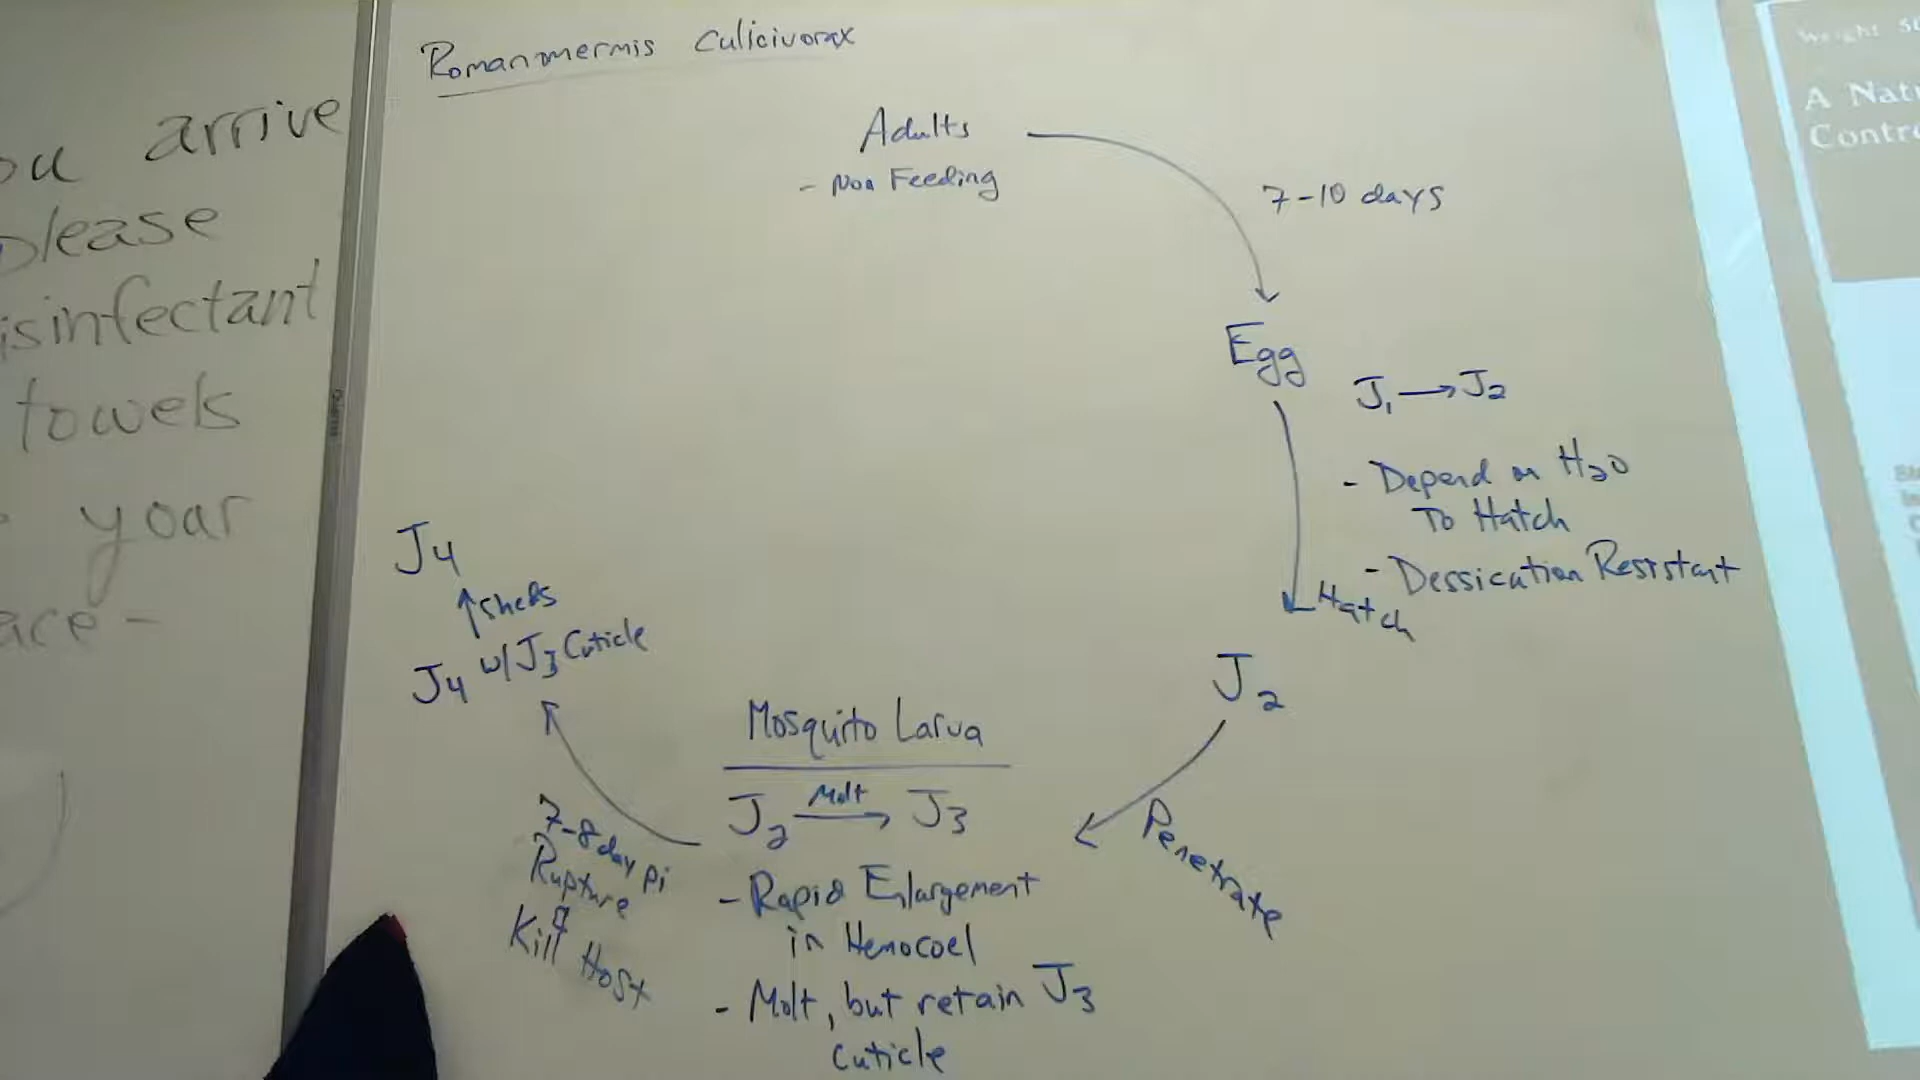 arrive
please
isinfectant
towels
your
ace-
Romanomermis Culicivorax
Adults
- Non Feeding
7-10 days
Egg
J1 → J2
- Depend on H2O
To Hatch
- Dessication Resistant
Hatch
J2
Penetrate
Mosquito Larva
J2 Molt → J3
- Rapid Enlargement
in Hemocoel
- Molt, but retain J3
Cuticle
7-8 day Pi
Rupture
&
Kill Host
J4 w/ J3 Cuticle
↑ sheds
J4
Weight
A Nat
Contr